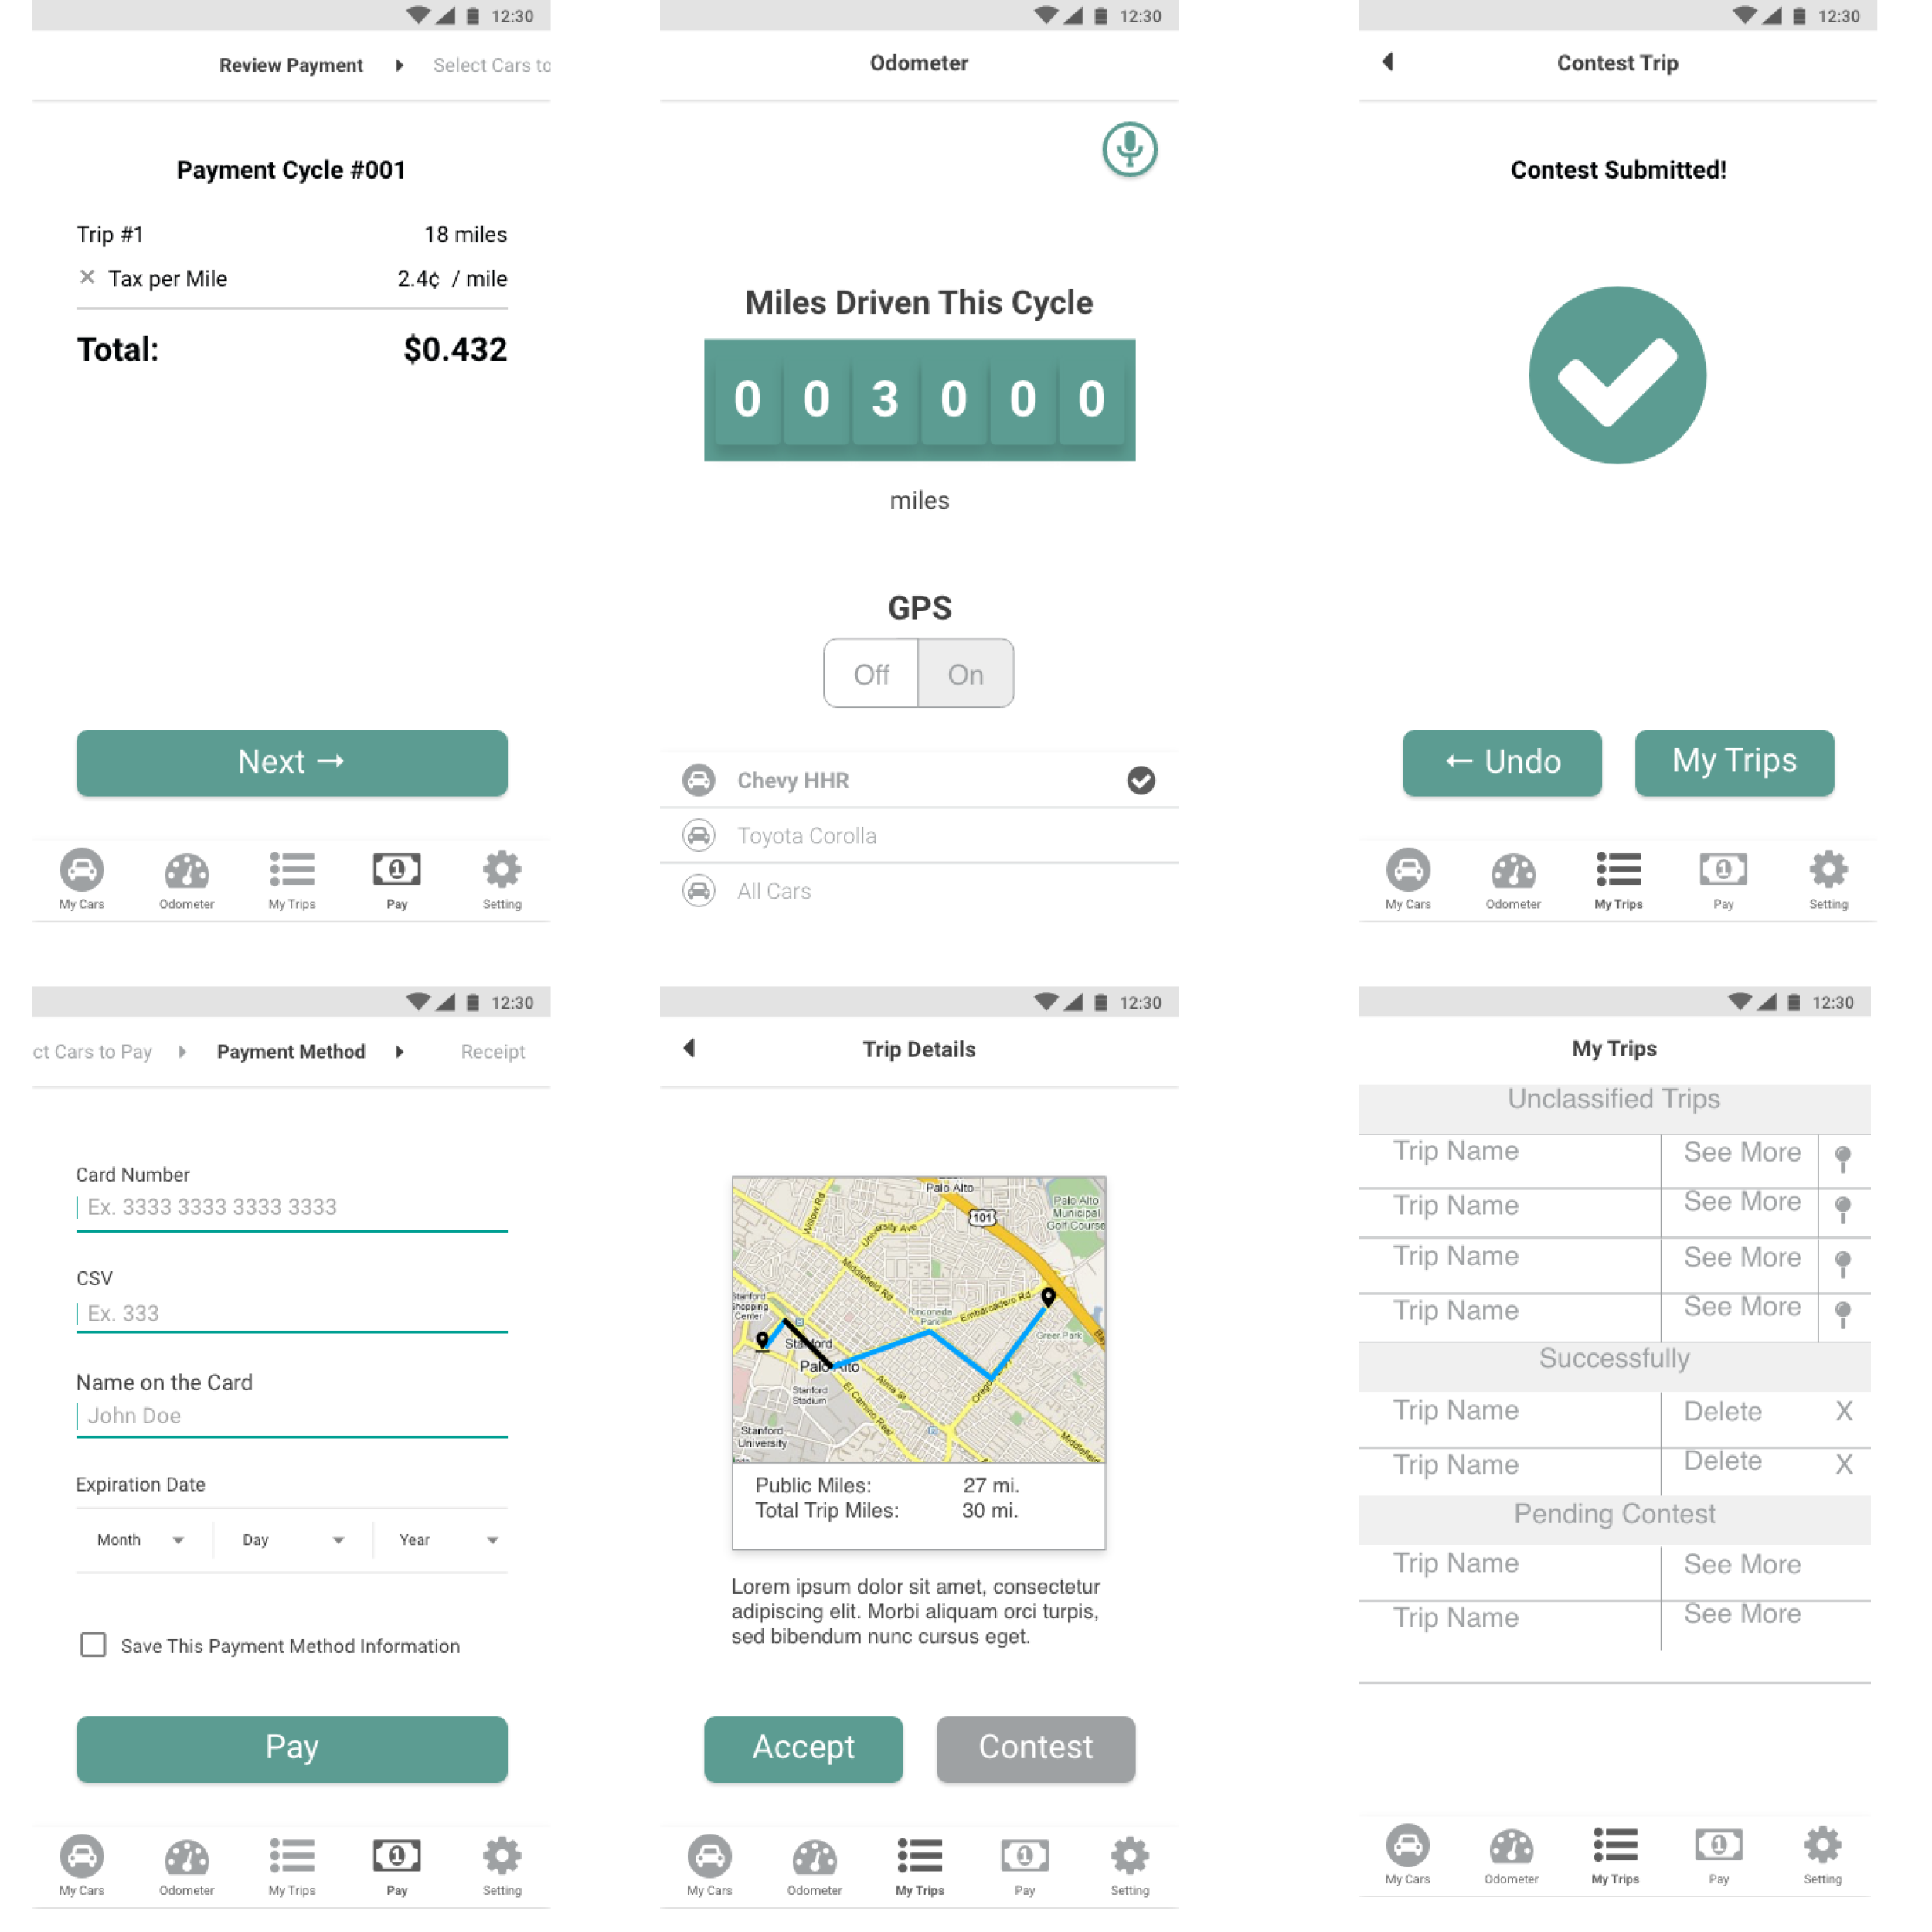 12:30
Review Payment
Select Cars to
Payment Cycle #001
Trip #1 18 miles
× Tax per Mile 2.4¢ / mile
Total: $0.432
Next →
My Cars Odometer My Trips Pay Setting
12:30
Odometer
Miles Driven This Cycle
0 0 3 0 0 0
miles
GPS
Off On
Chevy HHR
Toyota Corolla
All Cars
12:30
Contest Trip
Contest Submitted!
← Undo My Trips
My Cars Odometer My Trips Pay Setting
12:30
ct Cars to Pay Payment Method Receipt
Card Number
Ex. 3333 3333 3333 3333
CSV
Ex. 333
Name on the Card
John Doe
Expiration Date
Month Day Year
Save This Payment Method Information
Pay
My Cars Odometer My Trips Pay Setting
12:30
Trip Details
Palo Alto
Palo Alto
Municipal
Golf Course
101
Willow Rd
University Ave
Middlefield Rd
Embarcadero Rd
Stanford
Shopping
Center
Rinconada
Park
Greer Park
Stanford
Palo Alto
Stanford
Stadium
Alma St
El Camino Real
Stanford
University
Public Miles: 27 mi.
Total Trip Miles: 30 mi.
Lorem ipsum dolor sit amet, consectetur
adipiscing elit. Morbi aliquam orci turpis,
sed bibendum nunc cursus eget.
Accept Contest
My Cars Odometer My Trips Pay Setting
12:30
My Trips
Unclassified Trips
Trip Name See More
Trip Name See More
Trip Name See More
Trip Name See More
Successfully
Trip Name Delete X
Trip Name Delete X
Pending Contest
Trip Name See More
Trip Name See More
My Cars Odometer My Trips Pay Setting